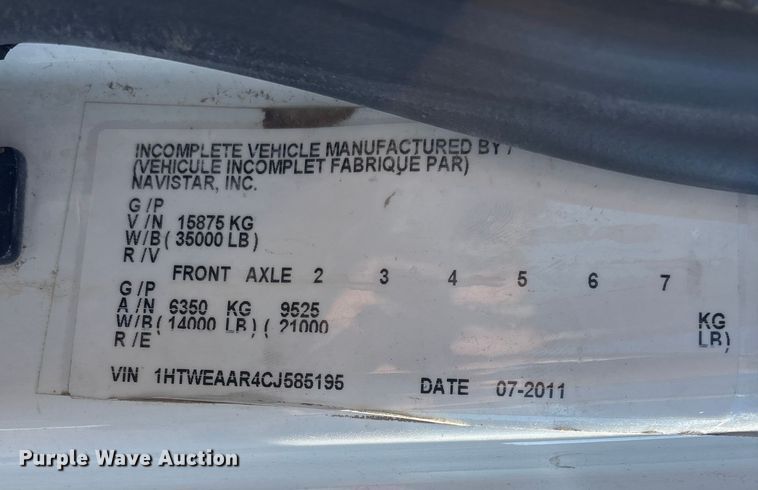 INCOMPLETE VEHICLE MANUFACTURED BY /
(VEHICULE INCOMPLET FABRIQUE PAR)
NAVISTAR, INC.
G/P
V/N 15875 KG
W/B( 35000 LB)
R/V
FRONT AXLE 2 3 4 5 6 7
G/P
A/N 6350 KG 9525 KG
W/B( 14000 LB) ( 21000 LB)
R/E
VIN 1HTWEAAR4CJ585195 DATE 07-2011
Purple Wave Auction